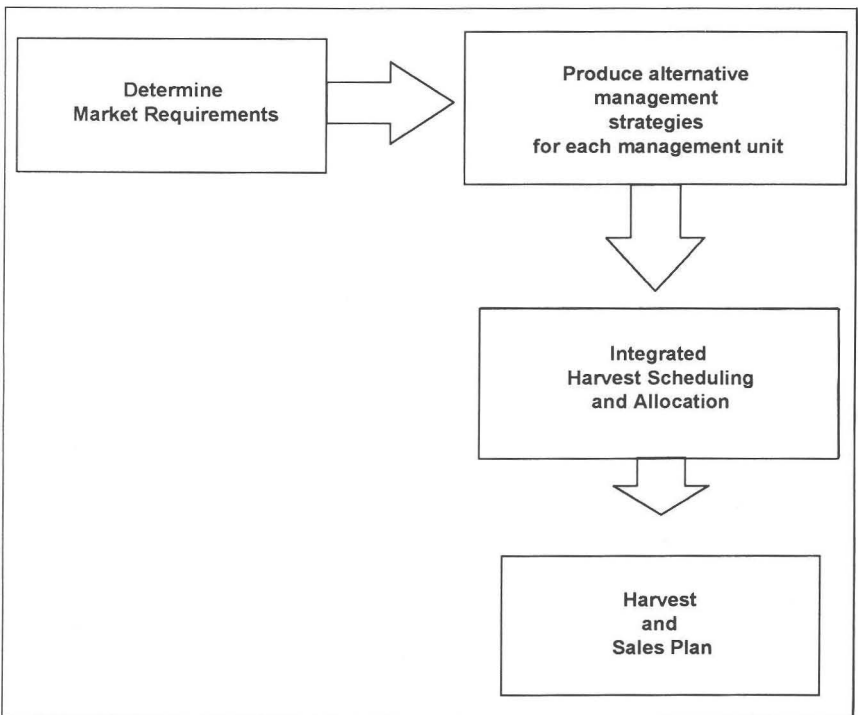 Determine
Market Requirements
Produce alternative
management
strategies
for each management unit
Integrated
Harvest Scheduling
and Allocation
Harvest
and
Sales Plan